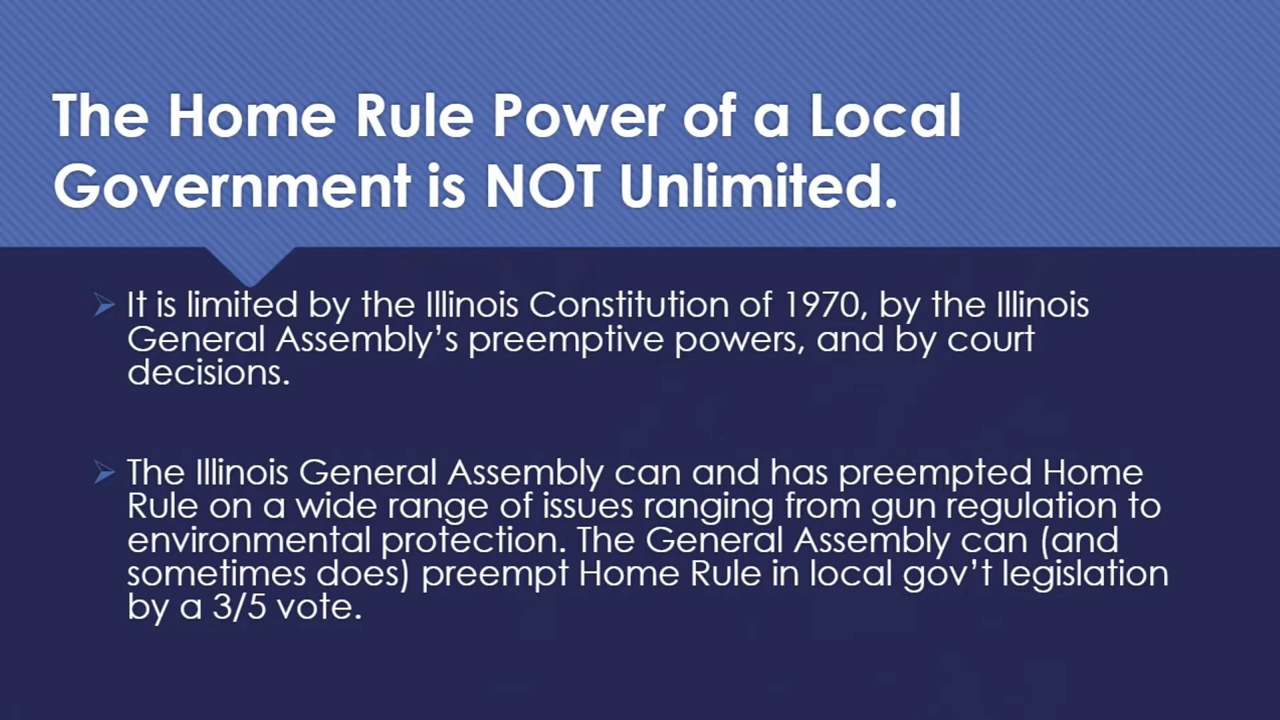 The Home Rule Power of a Local
Government is NOT Unlimited.
It is limited by the Illinois Constitution of 1970, by the Illinois
General Assembly’s preemptive powers, and by court
decisions.
The Illinois General Assembly can and has preempted Home
Rule on a wide range of issues ranging from gun regulation to
environmental protection. The General Assembly can (and
sometimes does) preempt Home Rule in local gov’t legislation
by a 3/5 vote.